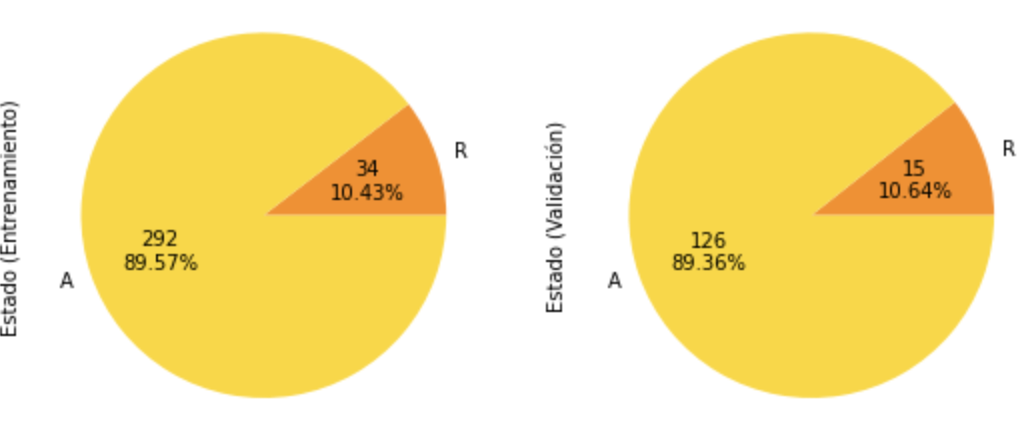 Estado (Entrenamiento)
R
34
10.43%
292
89.57%
A
Estado (Validación)
R
15
10.64%
126
89.36%
A